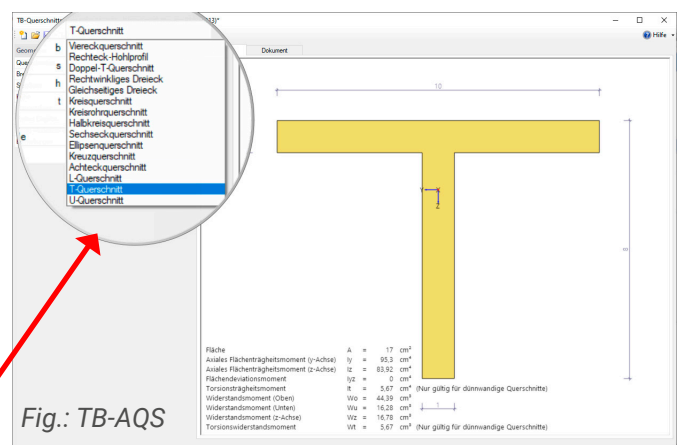 TB-Querschnitt
13)*
Hilfe
Geom
Dokument
T-Querschnitt
b
s
h
t
e
Viereckquerschnitt
Rechteck-Hohlprofil
Doppel-T-Querschnitt
Rechtwinkliges Dreieck
Gleichseitiges Dreieck
Kreisquerschnitt
Kreisrohrquerschnitt
Halbkreisquerschnitt
Sechseckquerschnitt
Ellipsenquerschnitt
Kreuzquerschnitt
Achteckquerschnitt
L-Querschnitt
T-Querschnitt
U-Querschnitt
10
Y
Z
8
1
Fläche A = 17 cm²
Axiales Flächenträgheitsmoment (y-Achse) Iy = 95,3 cm⁴
Axiales Flächenträgheitsmoment (z-Achse) Iz = 83,92 cm⁴
Flächendeviationsmoment Iyz = 0 cm⁴
Torsionsträgheitsmoment It = 5,67 cm⁴ (Nur gültig für dünnwandige Querschnitte)
Widerstandsmoment (Oben) Wo = 44,39 cm³
Widerstandsmoment (Unten) Wu = 16,28 cm³
Widerstandsmoment (z-Achse) Wz = 16,78 cm³
Torsionswiderstandsmoment Wt = 5,67 cm³ (Nur gültig für dünnwandige Querschnitte)
Fig.: TB-AQS